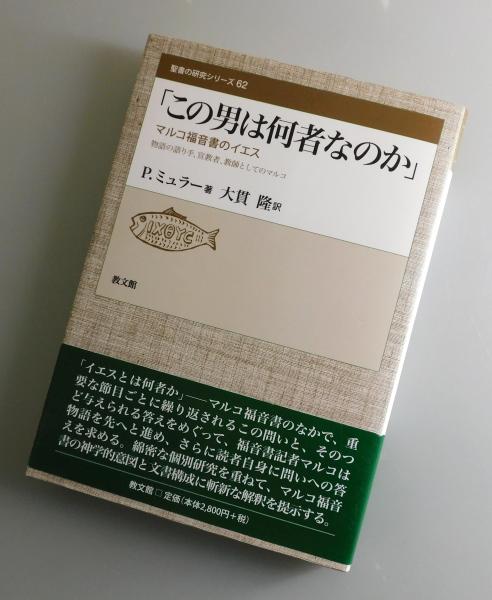 聖書の研究シリーズ 62
「この男は何者なのか」
マルコ福音書のイエス
物語の語り手、宣教者、教師としてのマルコ
P.ミュラー著 大貫 隆訳
ΙΧΘΥC
教文館
「イエスとは何者か」——マルコ福音書のなかで、重
要な節目ごとに繰り返されるこの問いと、そのつ
ど与えられる答えをめぐって、福音書記者マルコは
物語を先へと進め、さらに読者自身に問いへの答
えを求める。綿密な個別研究を重ねて、マルコ福音
書の神学的意図と文書構成に斬新な解釈を提示する。
教文館 □ 定価(本体2,800円+税)